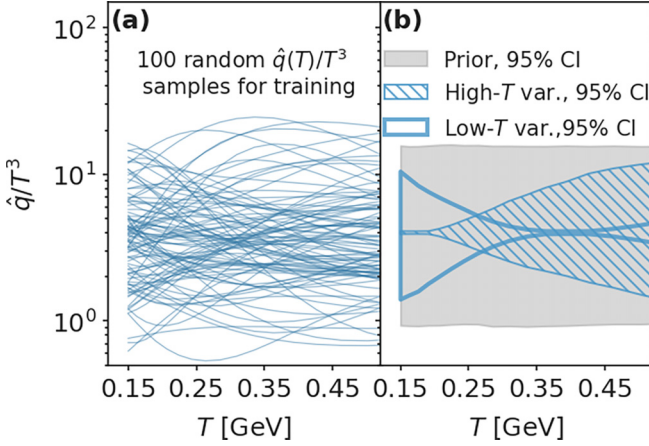 (a)
100 random q̂(T)/T³
samples for training
10²
10¹
10⁰
q̂/T³
0.15 0.25 0.35 0.45
T [GeV]
(b)
Prior, 95% CI
High-T var., 95% CI
Low-T var.,95% CI
0.15 0.25 0.35 0.45
T [GeV]